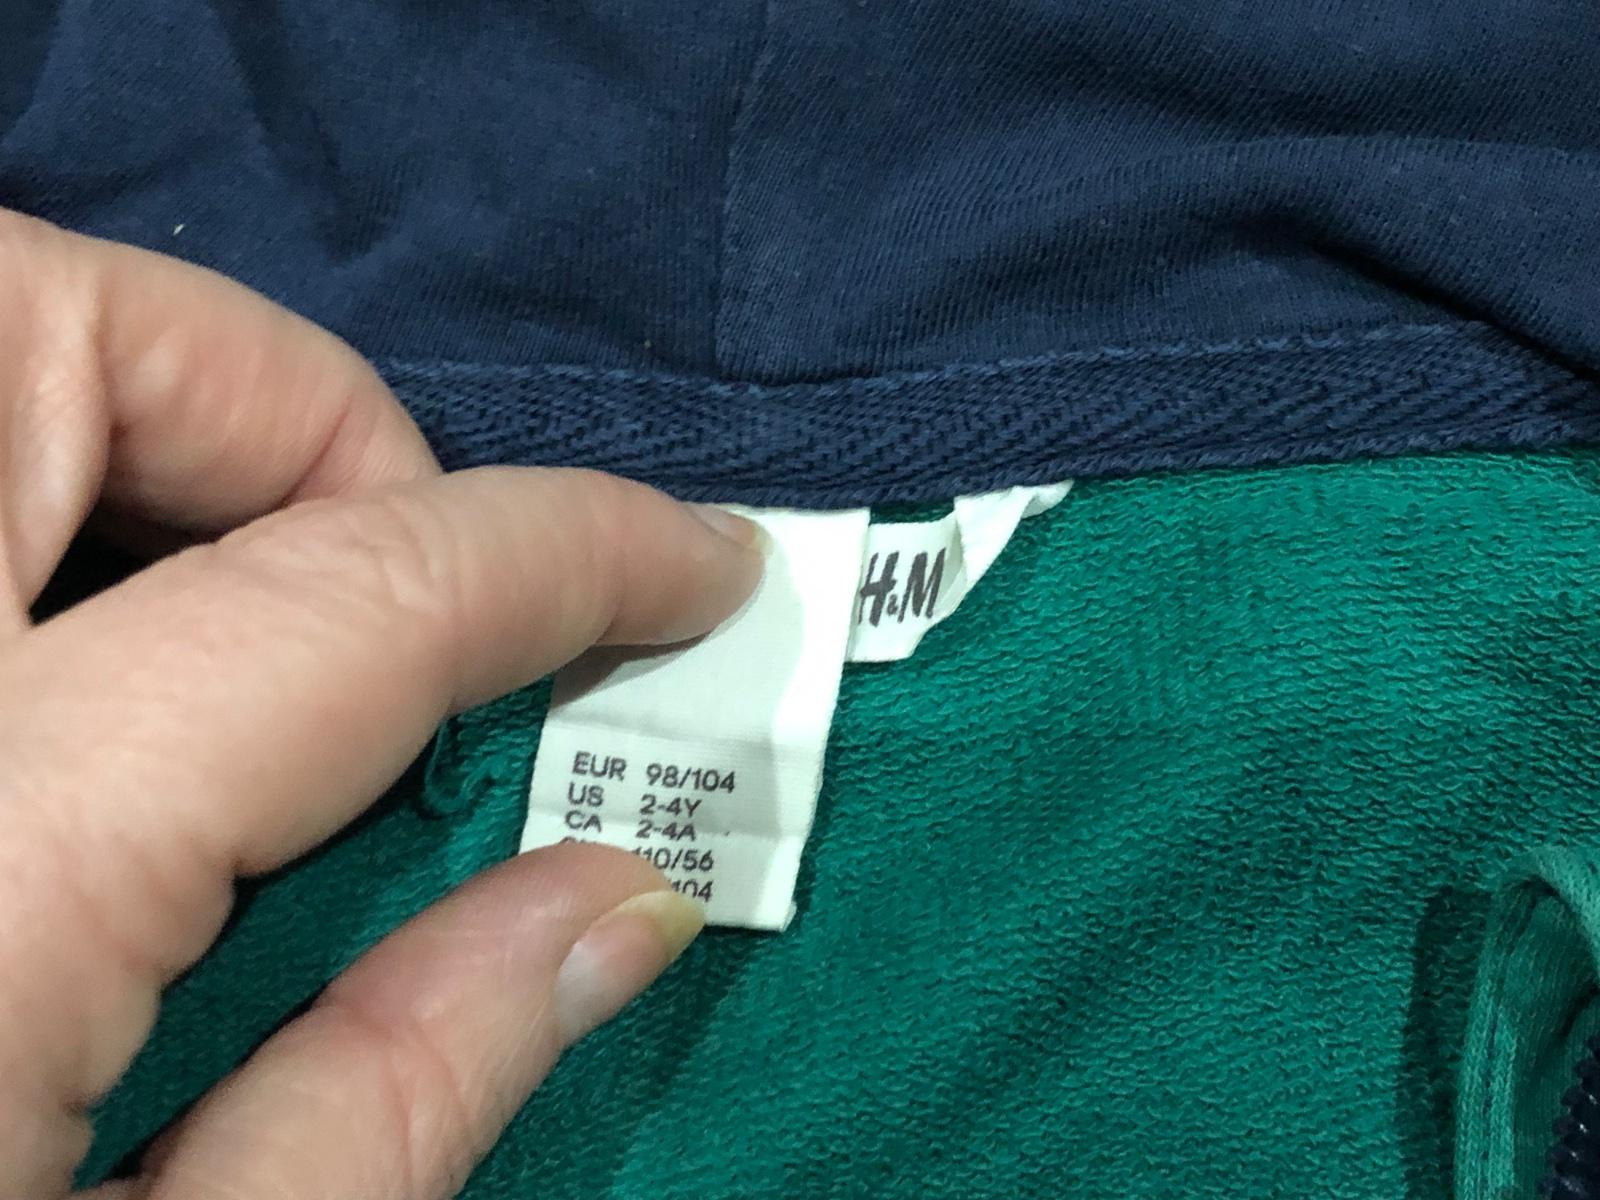 H&M
EUR 98/104
US 2-4Y
CA 2-4A
110/56
/104